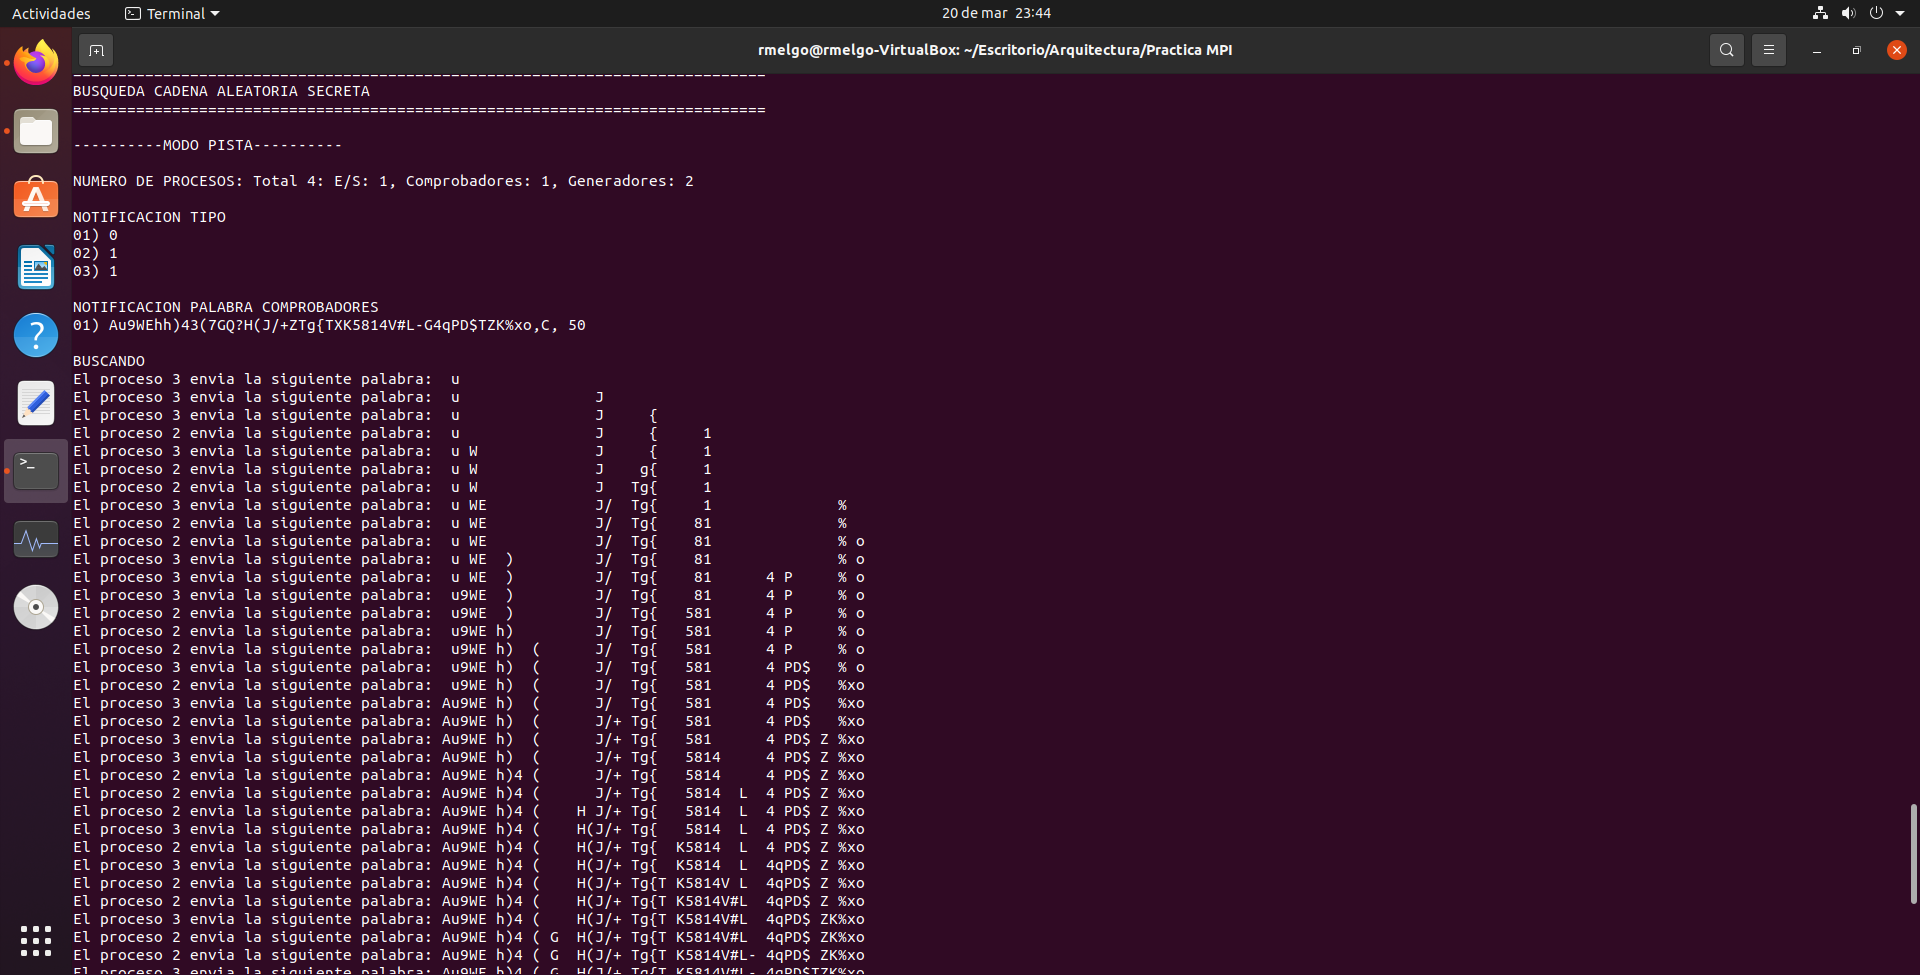 Actividades
Terminal
20 de mar  23:44
rmelgo@rmelgo-VirtualBox: ~/Escritorio/Arquitectura/Practica MPI
=============================================================================
BUSQUEDA CADENA ALEATORIA SECRETA
=============================================================================
----------MODO PISTA----------
NUMERO DE PROCESOS: Total 4: E/S: 1, Comprobadores: 1, Generadores: 2
NOTIFICACION TIPO
01) 0
02) 1
03) 1
NOTIFICACION PALABRA COMPROBADORES
01) Au9WEhh)43(7GQ?H(J/+ZTg{TXK5814V#L-G4qPD$TZK%xo,C, 50
BUSCANDO
El proceso 3 envia la siguiente palabra:  u
El proceso 3 envia la siguiente palabra:  u               J
El proceso 3 envia la siguiente palabra:  u               J     {
El proceso 2 envia la siguiente palabra:  u               J     {     1
El proceso 3 envia la siguiente palabra:  u W             J     {     1
El proceso 2 envia la siguiente palabra:  u W             J    g{     1
El proceso 2 envia la siguiente palabra:  u W             J   Tg{     1
El proceso 3 envia la siguiente palabra:  u WE            J/  Tg{     1              %
El proceso 2 envia la siguiente palabra:  u WE            J/  Tg{    81              %
El proceso 2 envia la siguiente palabra:  u WE            J/  Tg{    81              % o
El proceso 3 envia la siguiente palabra:  u WE  )         J/  Tg{    81              % o
El proceso 3 envia la siguiente palabra:  u WE  )         J/  Tg{    81      4 P     % o
El proceso 3 envia la siguiente palabra:  u9WE  )         J/  Tg{    81      4 P     % o
El proceso 2 envia la siguiente palabra:  u9WE  )         J/  Tg{   581      4 P     % o
El proceso 2 envia la siguiente palabra:  u9WE h)         J/  Tg{   581      4 P     % o
El proceso 2 envia la siguiente palabra:  u9WE h)  (      J/  Tg{   581      4 P     % o
El proceso 3 envia la siguiente palabra:  u9WE h)  (      J/  Tg{   581      4 PD$   % o
El proceso 2 envia la siguiente palabra:  u9WE h)  (      J/  Tg{   581      4 PD$   %xo
El proceso 3 envia la siguiente palabra: Au9WE h)  (      J/  Tg{   581      4 PD$   %xo
El proceso 2 envia la siguiente palabra: Au9WE h)  (      J/+ Tg{   581      4 PD$   %xo
El proceso 3 envia la siguiente palabra: Au9WE h)  (      J/+ Tg{   581      4 PD$ Z %xo
El proceso 3 envia la siguiente palabra: Au9WE h)  (      J/+ Tg{   5814     4 PD$ Z %xo
El proceso 2 envia la siguiente palabra: Au9WE h)4 (      J/+ Tg{   5814     4 PD$ Z %xo
El proceso 2 envia la siguiente palabra: Au9WE h)4 (      J/+ Tg{   5814  L  4 PD$ Z %xo
El proceso 2 envia la siguiente palabra: Au9WE h)4 (    H J/+ Tg{   5814  L  4 PD$ Z %xo
El proceso 3 envia la siguiente palabra: Au9WE h)4 (    H(J/+ Tg{   5814  L  4 PD$ Z %xo
El proceso 2 envia la siguiente palabra: Au9WE h)4 (    H(J/+ Tg{  K5814  L  4 PD$ Z %xo
El proceso 3 envia la siguiente palabra: Au9WE h)4 (    H(J/+ Tg{  K5814  L  4qPD$ Z %xo
El proceso 2 envia la siguiente palabra: Au9WE h)4 (    H(J/+ Tg{T K5814V L  4qPD$ Z %xo
El proceso 2 envia la siguiente palabra: Au9WE h)4 (    H(J/+ Tg{T K5814V#L  4qPD$ Z %xo
El proceso 3 envia la siguiente palabra: Au9WE h)4 (    H(J/+ Tg{T K5814V#L  4qPD$ ZK%xo
El proceso 2 envia la siguiente palabra: Au9WE h)4 ( G  H(J/+ Tg{T K5814V#L  4qPD$ ZK%xo
El proceso 2 envia la siguiente palabra: Au9WE h)4 ( G  H(J/+ Tg{T K5814V#L- 4qPD$ ZK%xo
El proceso 3 envia la siguiente palabra: Au9WE h)4 ( G  H(J/+ Tg{T K5814V#L- 4qPD$TZK%xo